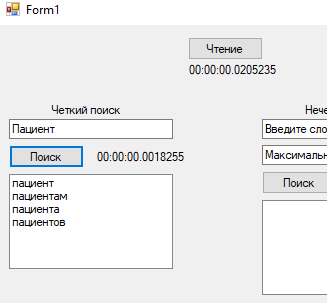 Form1
Чтение
00:00:00.0205235
Четкий поиск
Нече
Пациент
Введите сло
Поиск
00:00:00.0018255
Максимальн
Поиск
пациент
пациентам
пациента
пациентов